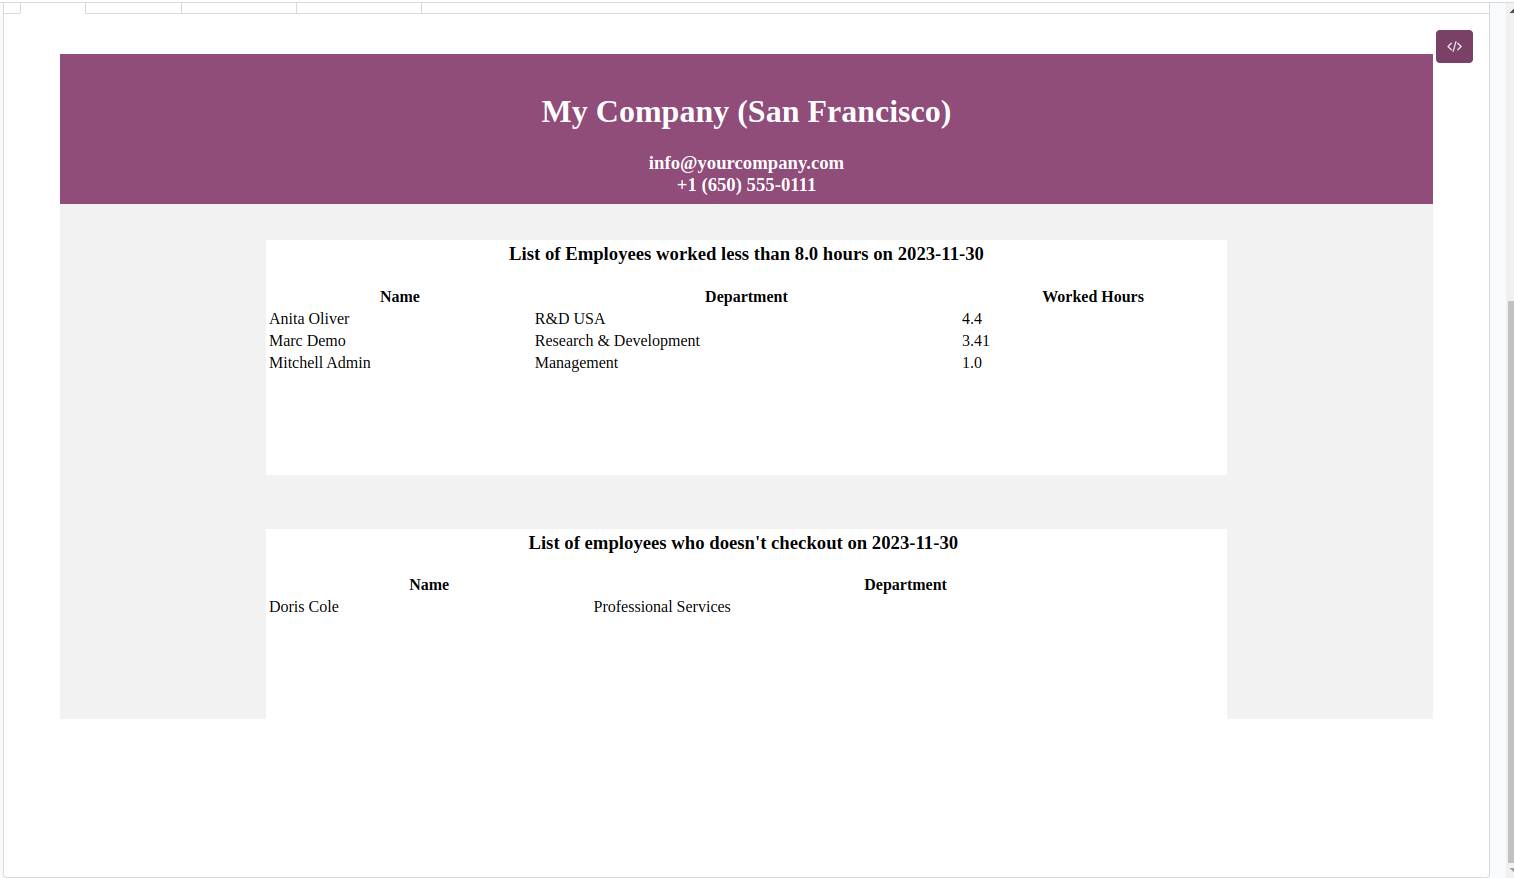 </>
My Company (San Francisco)
info@yourcompany.com
+1 (650) 555-0111
List of Employees worked less than 8.0 hours on 2023-11-30
Name Department Worked Hours
Anita Oliver R&D USA 4.4
Marc Demo Research & Development 3.41
Mitchell Admin Management 1.0
List of employees who doesn't checkout on 2023-11-30
Name Department
Doris Cole Professional Services